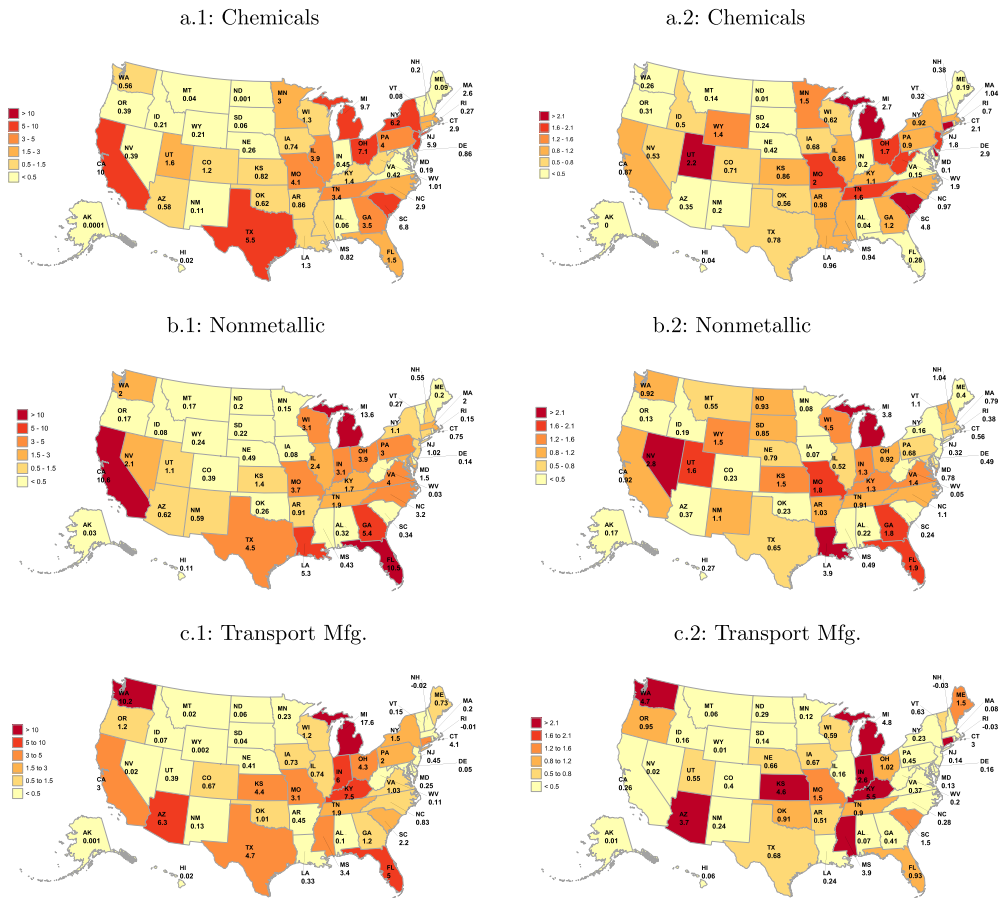 a.1: Chemicals
> 10
5 - 10
3 - 5
1.5 - 3
0.5 - 1.5
< 0.5
WA
0.56
OR
0.39
CA
10
NV
0.39
ID
0.21
MT
0.04
WY
0.21
UT
1.6
AZ
0.58
CO
1.2
NM
0.11
ND
0.001
SD
0.06
NE
0.26
KS
0.82
OK
0.62
TX
5.5
MN
3
IA
0.74
MO
4.1
AR
0.86
LA
1.3
WI
1.3
IL
3.9
IN
0.45
MI
9.7
OH
7.1
KY
1.4
TN
3.4
MS
0.82
AL
0.06
GA
3.5
FL
1.5
SC
6.8
NC
2.9
VA
0.42
WV
1.01
MD
0.19
DE
0.86
NJ
5.9
PA
4
NY
6.2
CT
2.9
RI
0.27
MA
2.6
VT
0.08
NH
0.2
ME
0.09
AK
0.0001
HI
0.02
a.2: Chemicals
> 2.1
1.6 - 2.1
1.2 - 1.6
0.8 - 1.2
0.5 - 0.8
< 0.5
WA
0.26
OR
0.31
CA
0.87
NV
0.53
ID
0.5
MT
0.14
WY
1.4
UT
2.2
AZ
0.35
CO
0.71
NM
0.2
ND
0.01
SD
0.24
NE
0.42
KS
0.86
OK
0.56
TX
0.78
MN
1.5
IA
0.68
MO
2
AR
0.98
LA
0.96
WI
0.62
IL
0.86
IN
0.2
MI
2.7
OH
1.7
KY
1.1
TN
1.6
MS
0.94
AL
0.04
GA
1.2
FL
0.28
SC
4.8
NC
0.97
VA
0.15
WV
1.9
MD
0.19
DE
2.9
NJ
1.8
PA
0.9
NY
0.92
CT
2.1
RI
0.7
MA
1.1
VT
0.32
NH
0.38
ME
0.19
AK
0
HI
0.04
b.1: Nonmetallic
> 10
5 - 10
3 - 5
1.5 - 3
0.5 - 1.5
< 0.5
WA
2
OR
0.17
CA
NV
2.1
ID
0.08
MT
0.17
WY
0.24
UT
1.1
AZ
0.62
CO
0.39
NM
0.59
ND
0.2
SD
0.22
NE
0.49
KS
1.4
OK
0.26
TX
4.5
MN
0.15
IA
0.08
MO
3.7
AR
0.91
LA
5.3
WI
3.1
IL
2.4
IN
3.1
MI
13.6
OH
3.9
KY
1.7
TN
1.9
MS
0.43
AL
0.32
GA
5.4
FL
SC
0.34
NC
3.2
VA
4
WV
0.03
MD
1.5
DE
0.14
NJ
1.02
PA
3
NY
1.1
CT
0.75
RI
0.15
MA
2
VT
0.27
NH
0.55
ME
0.2
AK
0.03
HI
0.11
b.2: Nonmetallic
> 2.1
1.6 - 2.1
1.2 - 1.6
0.8 - 1.2
0.5 - 0.8
< 0.5
WA
0.92
OR
0.13
CA
0.92
NV
2.8
ID
0.19
MT
0.55
WY
1.5
UT
1.6
AZ
0.37
CO
0.23
NM
1.1
ND
0.93
SD
0.85
NE
0.79
KS
1.5
OK
0.23
TX
0.65
MN
0.08
IA
0.07
MO
1.8
AR
1.03
LA
3.9
WI
1.5
IL
0.52
IN
1.3
MI
3.8
OH
0.92
KY
1.3
TN
0.91
MS
0.49
AL
0.22
GA
1.8
FL
1.9
SC
0.24
NC
1.1
VA
1.4
WV
0.05
MD
0.78
DE
0.49
NJ
0.32
PA
0.68
NY
0.16
CT
0.56
RI
0.38
MA
0.79
VT
1.1
NH
1.04
ME
0.4
AK
0.17
HI
0.27
c.1: Transport Mfg.
> 10
5 to 10
3 to 5
1.5 to 3
0.5 to 1.5
< 0.5
WA
OR
1.2
CA
3
NV
0.02
ID
0.07
MT
0.02
WY
0.002
UT
0.39
AZ
6.3
CO
0.67
NM
0.13
ND
0.06
SD
0.04
NE
0.41
KS
4.4
OK
1.01
TX
4.7
MN
0.23
IA
0.73
MO
3.1
AR
0.45
LA
0.33
WI
1.2
IL
0.74
IN
6
MI
17.6
OH
4.3
KY
7.5
TN
1.9
MS
3.4
AL
0.1
GA
1.2
FL
5
SC
2.2
NC
0.83
VA
1.03
WV
0.11
MD
0.25
DE
0.05
NJ
0.45
PA
2
NY
1.5
CT
4.1
RI
-0.01
MA
0.2
VT
0.15
NH
-0.02
ME
0.73
AK
0.001
HI
0.02
c.2: Transport Mfg.
> 2.1
1.6 to 2.1
1.2 to 1.6
0.8 to 1.2
0.5 to 0.8
< 0.5
WA
OR
0.95
CA
0.26
NV
0.02
ID
0.16
MT
0.06
WY
0.01
UT
0.55
AZ
3.7
CO
0.4
NM
0.24
ND
0.29
SD
0.14
NE
0.66
KS
OK
0.91
TX
0.68
MN
0.12
IA
0.67
MO
1.5
AR
0.51
LA
0.24
WI
0.59
IL
0.16
IN
MI
4.8
OH
1.02
KY
TN
0.9
MS
3.9
AL
0.07
GA
0.41
FL
0.93
SC
1.5
NC
0.28
VA
0.37
WV
0.2
MD
0.16
DE
0.13
NJ
0.14
PA
0.45
NY
0.23
CT
3
RI
-0.03
MA
0.08
VT
0.63
NH
-0.03
ME
1.5
AK
0.01
HI
0.06